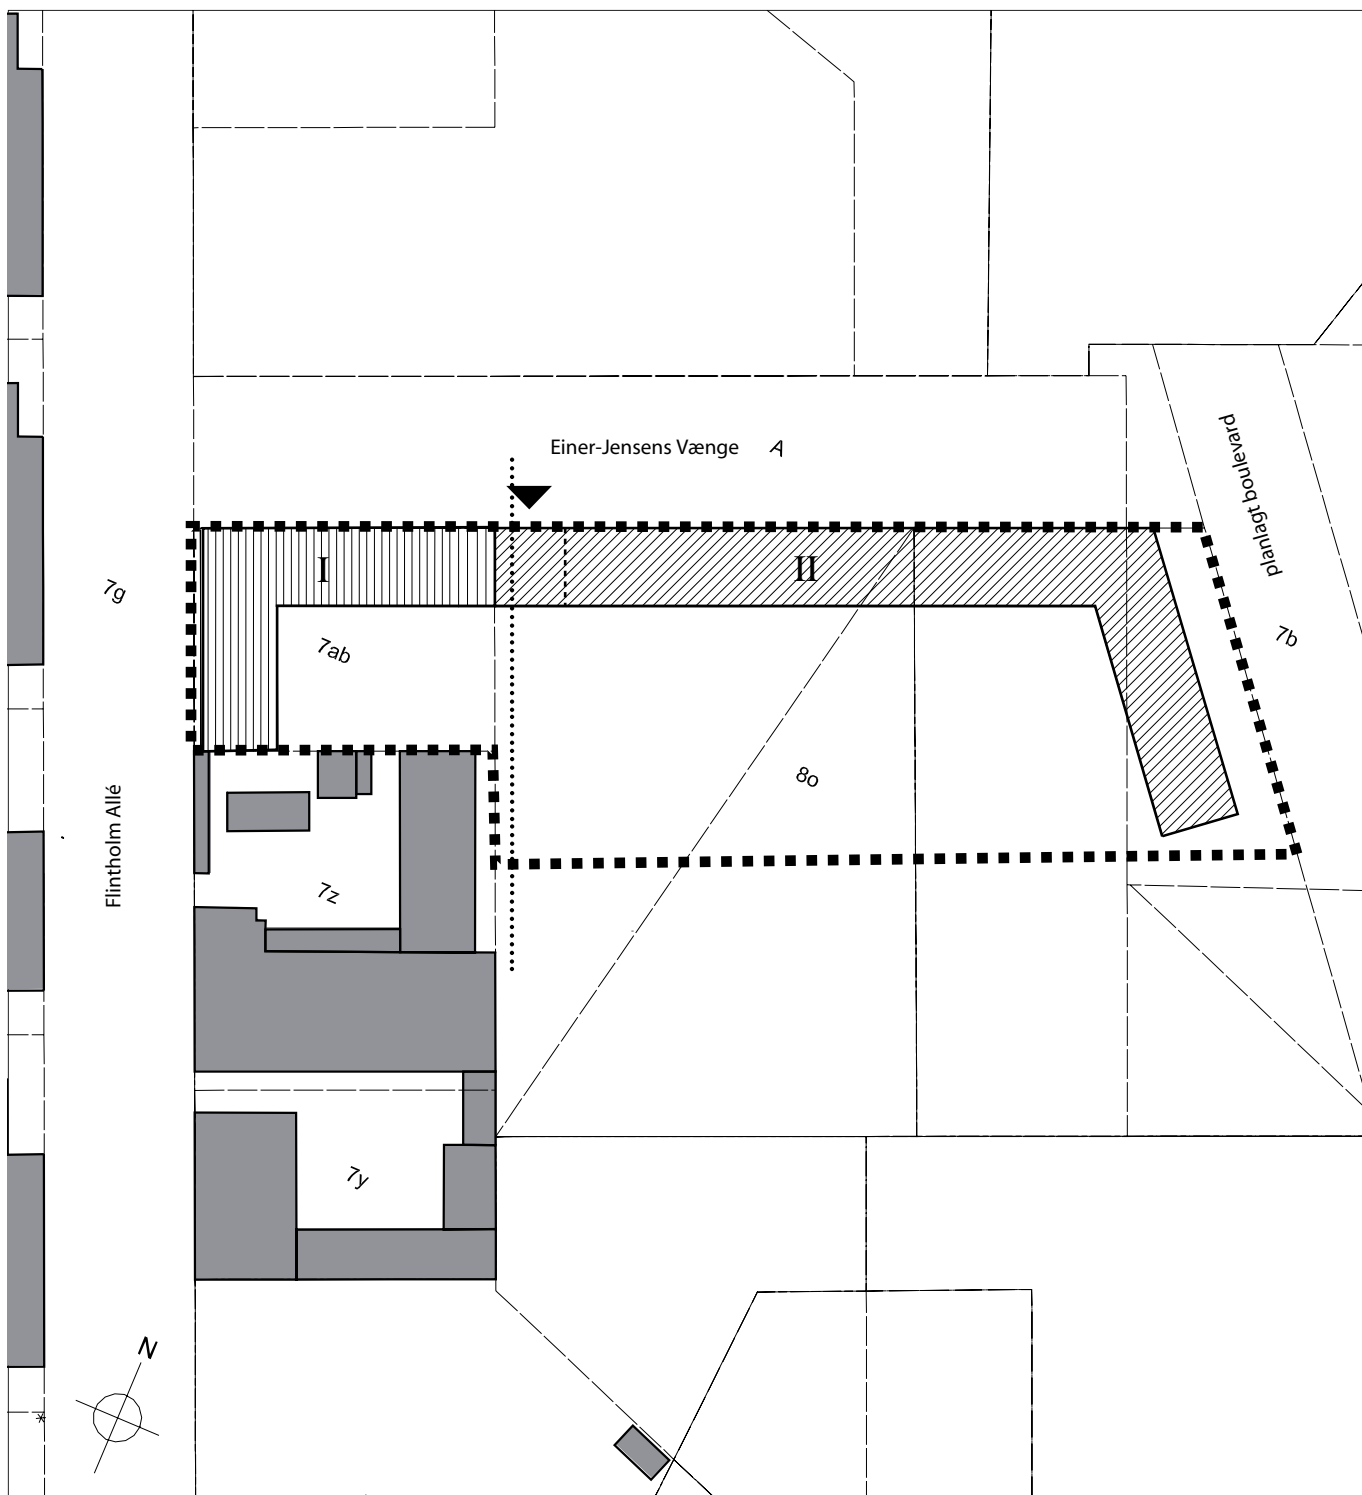 Einer-Jensens Vænge A
planlagt boulevard
I
II
7g
7ab
7b
8o
Flintholm Allé
7z
7y
N
*